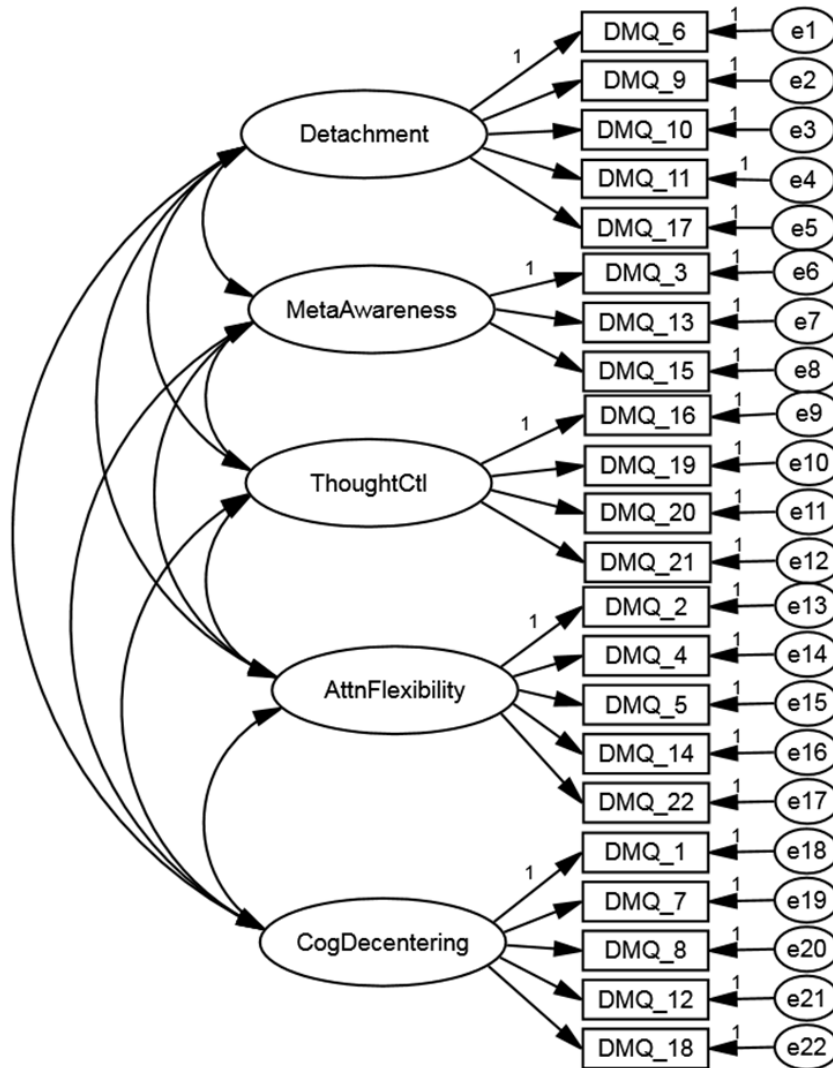 1 DMQ_6 1 e1
DMQ_9 1 e2
Detachment DMQ_10 1 e3
DMQ_11 1 e4
DMQ_17 1 e5
1 DMQ_3 1 e6
MetaAwareness DMQ_13 1 e7
DMQ_15 1 e8
1 DMQ_16 1 e9
ThoughtCtl DMQ_19 1 e10
DMQ_20 1 e11
DMQ_21 1 e12
1 DMQ_2 1 e13
DMQ_4 1 e14
AttnFlexibility DMQ_5 1 e15
DMQ_14 1 e16
DMQ_22 1 e17
1 DMQ_1 1 e18
DMQ_7 1 e19
CogDecentering DMQ_8 1 e20
DMQ_12 1 e21
DMQ_18 1 e22